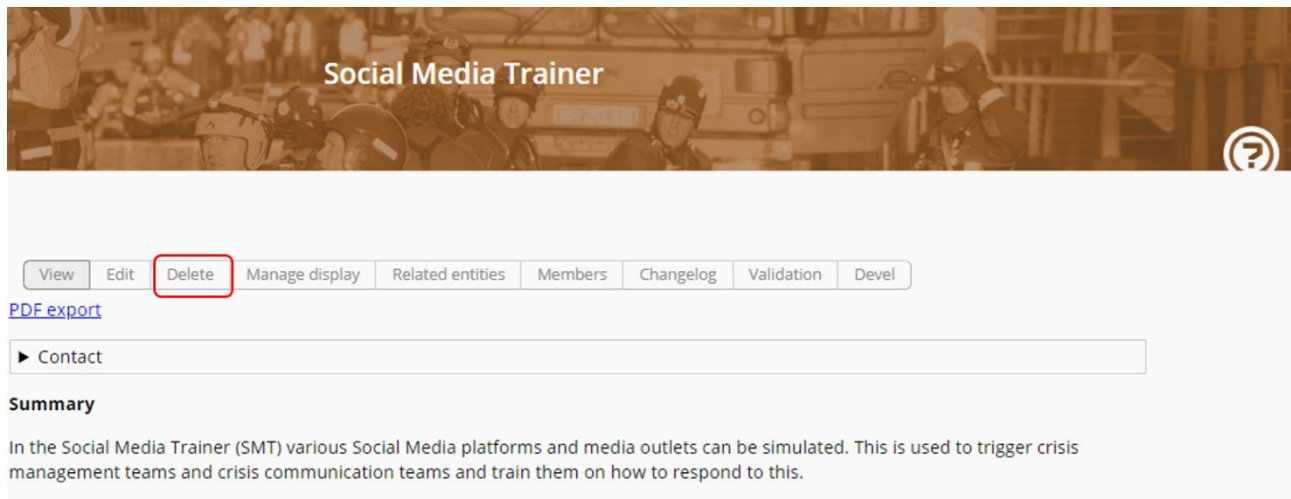 Social Media Trainer
?
View Edit Delete Manage display Related entities Members Changelog Validation Devel
PDF export
► Contact
Summary
In the Social Media Trainer (SMT) various Social Media platforms and media outlets can be simulated. This is used to trigger crisis
management teams and crisis communication teams and train them on how to respond to this.